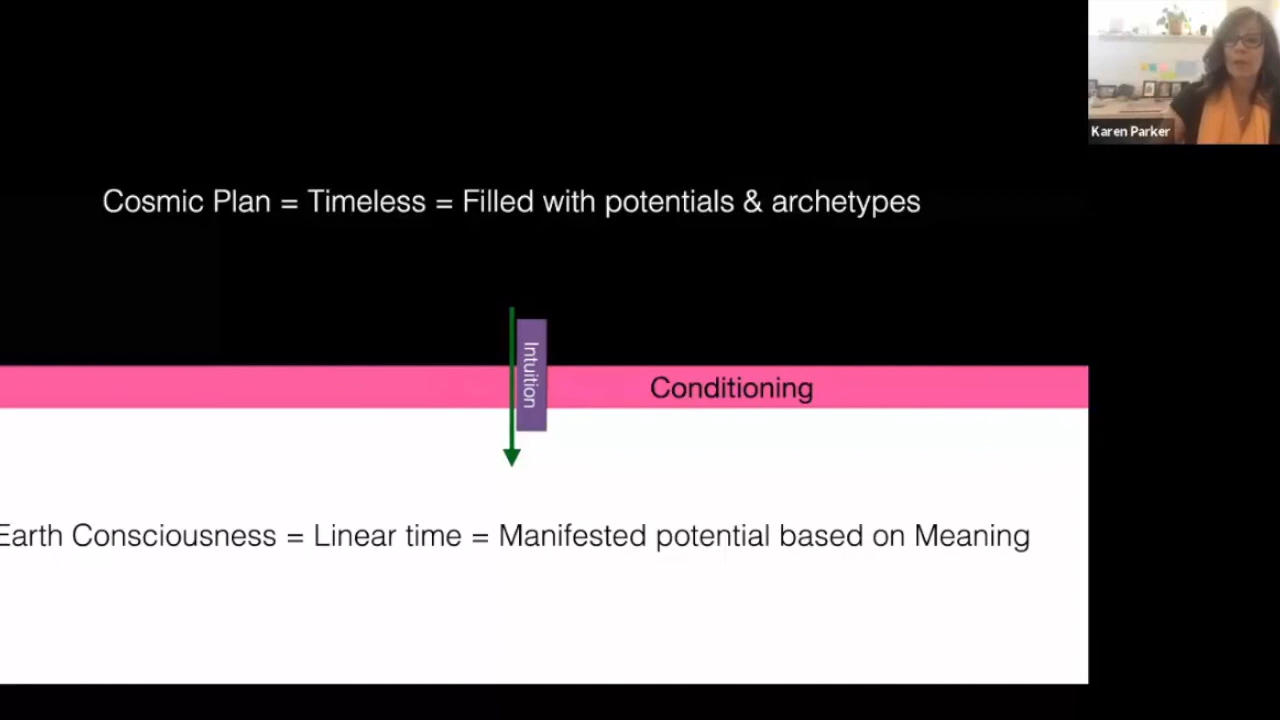 Karen Parker
Cosmic Plan = Timeless = Filled with potentials & archetypes
Intuition
Conditioning
Earth Consciousness = Linear time = Manifested potential based on Meaning